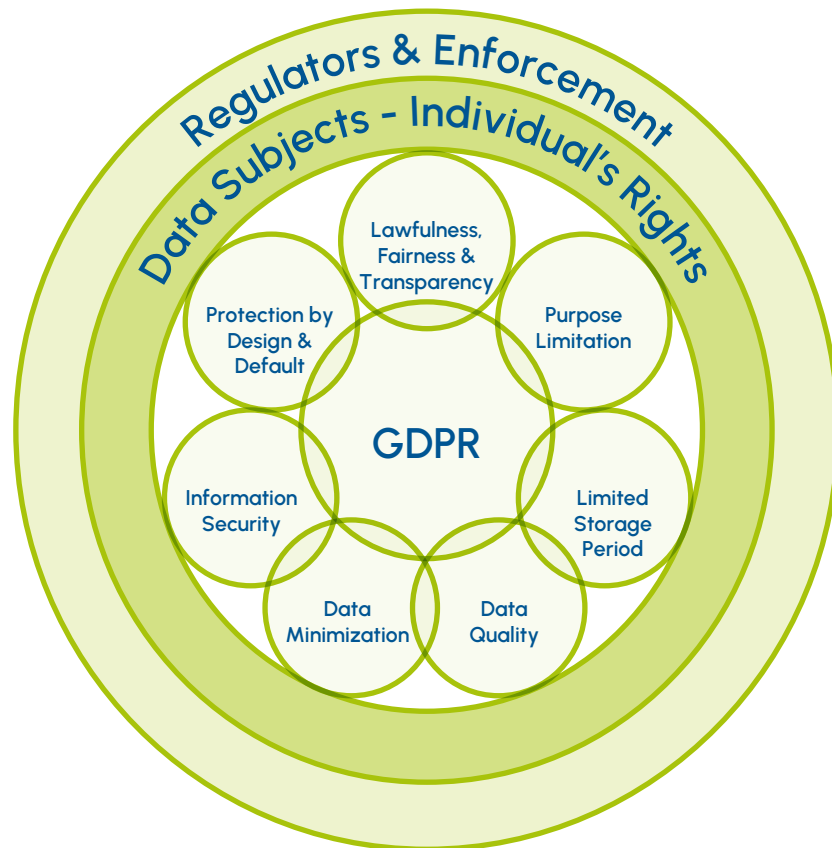 Regulators & Enforcement
Data Subjects - Individual's Rights
Lawfulness,
Fairness &
Transparency
Protection by
Design &
Default
Purpose
Limitation
GDPR
Information
Security
Limited
Storage
Period
Data
Minimization
Data
Quality